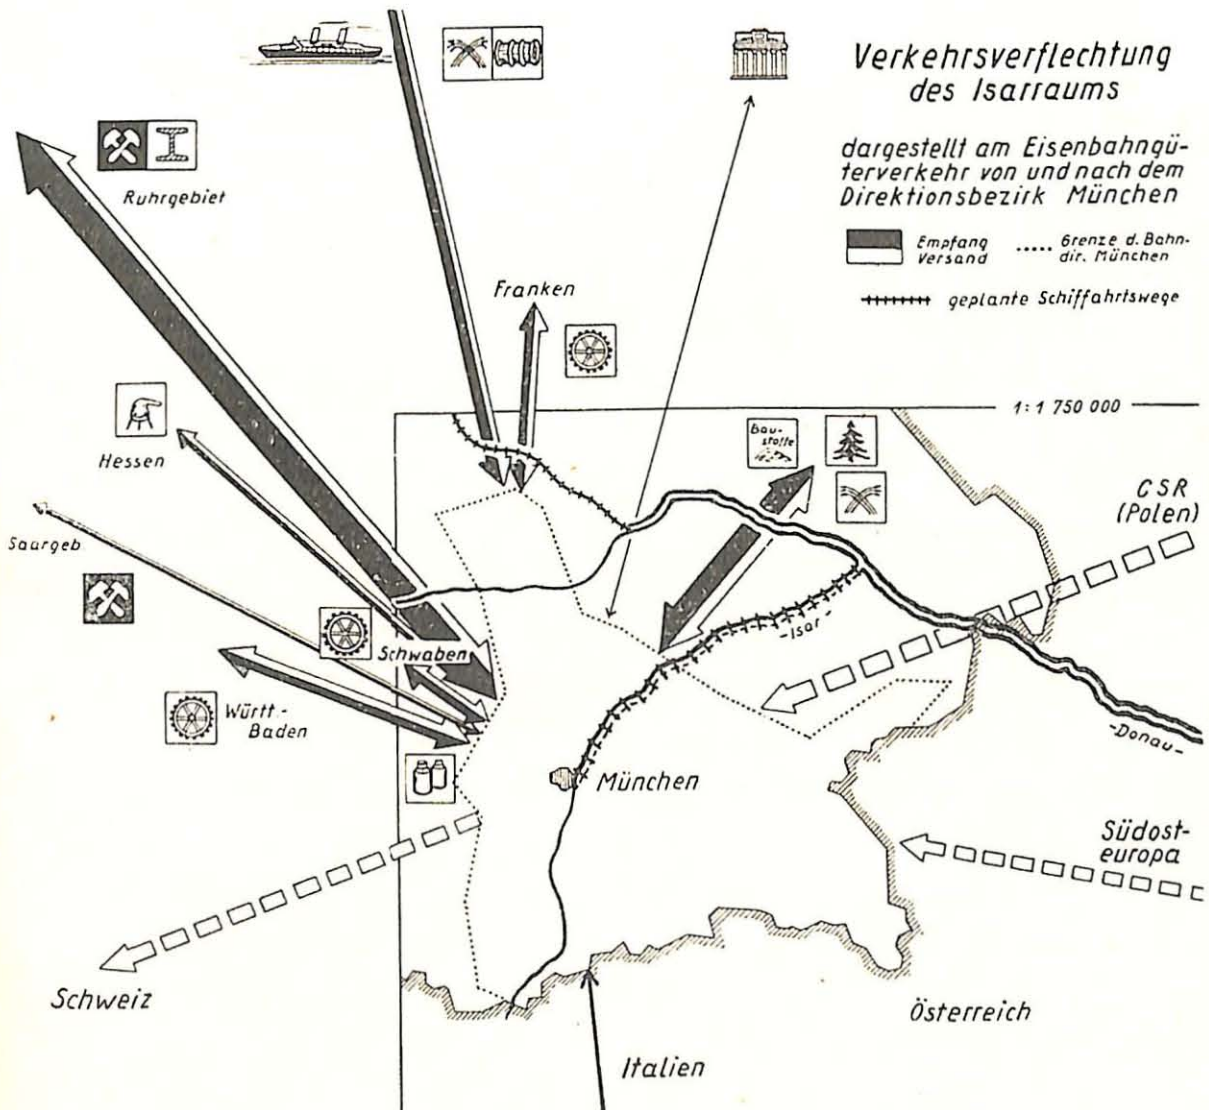 Verkehrsverflechtung
des Isarraums
dargestellt am Eisenbahngü-
terverkehr von und nach dem
Direktionsbezirk München
Empfang
Versand
Grenze d. Bahn-
dir. München
geplante Schiffahrtswege
1:1 750 000
Ruhrgebiet
Franken
Hessen
Bau-
stoffe
CSR
(Polen)
Saargeb.
Schwaben
-Isar-
Württ.-
Baden
-Donau-
München
Südost-
europa
Schweiz
Österreich
Italien